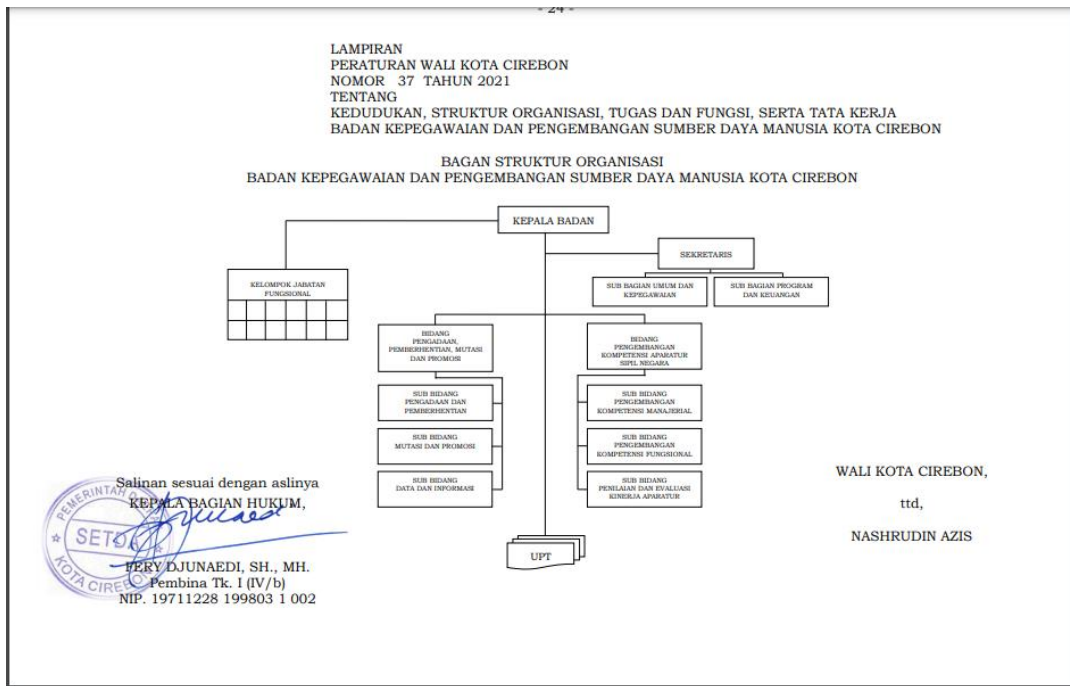 - 24 -
LAMPIRAN
PERATURAN WALI KOTA CIREBON
NOMOR 37 TAHUN 2021
TENTANG
KEDUDUKAN, STRUKTUR ORGANISASI, TUGAS DAN FUNGSI, SERTA TATA KERJA
BADAN KEPEGAWAIAN DAN PENGEMBANGAN SUMBER DAYA MANUSIA KOTA CIREBON
BAGAN STRUKTUR ORGANISASI
BADAN KEPEGAWAIAN DAN PENGEMBANGAN SUMBER DAYA MANUSIA KOTA CIREBON
KEPALA BADAN
SEKRETARIS
KELOMPOK JABATAN
FUNGSIONAL
SUB BAGIAN UMUM DAN
KEPEGAWAIAN
SUB BAGIAN PROGRAM
DAN KEUANGAN
BIDANG
PENGADAAN,
PEMBERHENTIAN, MUTASI
DAN PROMOSI
BIDANG
PENGEMBANGAN
KOMPETENSI APARATUR
SIPIL NEGARA
SUB BIDANG
PENGADAAN DAN
PEMBERHENTIAN
SUB BIDANG
PENGEMBANGAN
KOMPETENSI MANAJERIAL
SUB BIDANG
MUTASI DAN PROMOSI
SUB BIDANG
PENGEMBANGAN
KOMPETENSI FUNGSIONAL
SUB BIDANG
DATA DAN INFORMASI
SUB BIDANG
PENILAIAN DAN EVALUASI
KINERJA APARATUR
UPT
Salinan sesuai dengan aslinya
KEPALA BAGIAN HUKUM,
PEMERINTAH
SETDA
KOTA CIREBON
FERY DJUNAEDI, SH., MH.
Pembina Tk. I (IV/b)
NIP. 19711228 199803 1 002
WALI KOTA CIREBON,
ttd,
NASHRUDIN AZIS